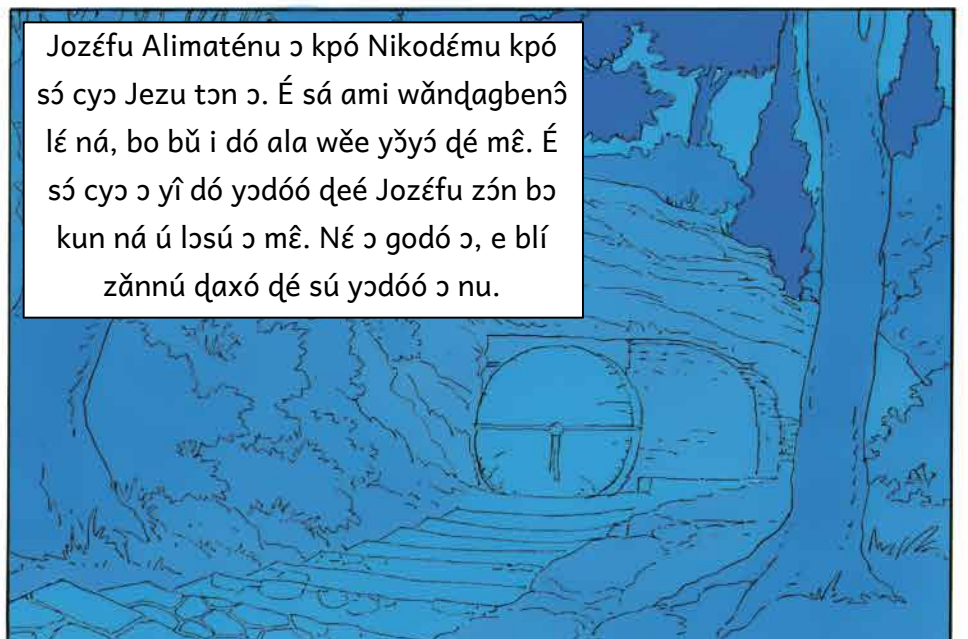 Jozɛ́fu Alimaténu ɔ kpó Nikodɛ́mu kpó
sɔ́ cyɔ Jezu tɔn ɔ. É sá ami wǎnɖagbenɔ̂
lɛ́ ná, bo bǔ i dó ala wěe yɔ̌yɔ́ ɖé mɛ̂. É
sɔ́ cyɔ ɔ yî dó yɔdóó ɖeé Jozɛ́fu zɔ́n bɔ
kun ná ú lɔsú ɔ mɛ̂. Nɛ́ ɔ godó ɔ, e blí
zǎnnú ɖaxó ɖé sú yɔdóó ɔ nu.